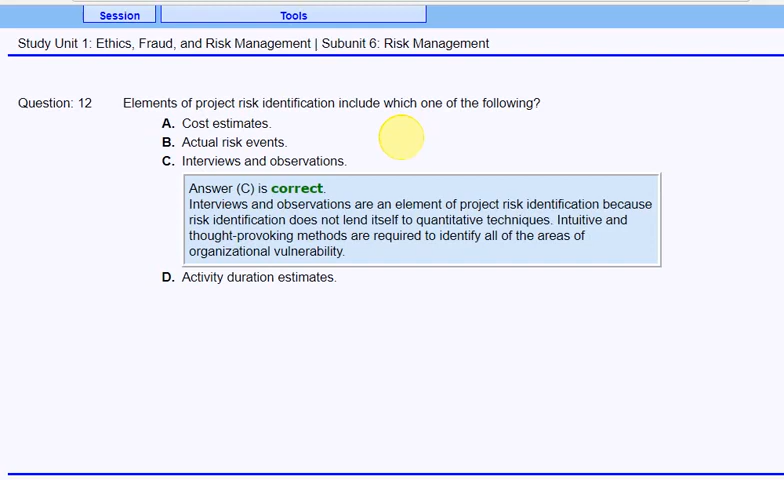 Session Tools
Study Unit 1: Ethics, Fraud, and Risk Management | Subunit 6: Risk Management
Question: 12 Elements of project risk identification include which one of the following?
A. Cost estimates.
B. Actual risk events.
C. Interviews and observations.
Answer (C) is correct.
Interviews and observations are an element of project risk identification because
risk identification does not lend itself to quantitative techniques. Intuitive and
thought-provoking methods are required to identify all of the areas of
organizational vulnerability.
D. Activity duration estimates.